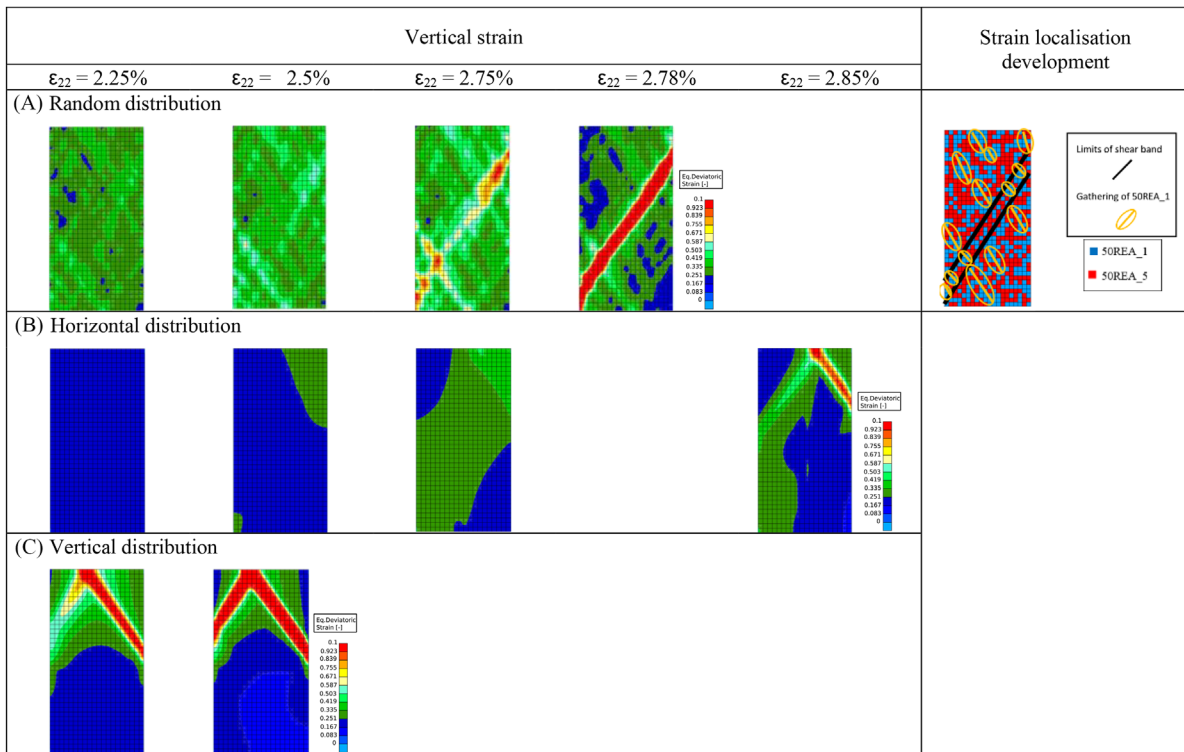 Vertical strain
Strain localisation
development
ε22 = 2.25%
ε22 = 2.5%
ε22 = 2.75%
ε22 = 2.78%
ε22 = 2.85%
(A) Random distribution
Eq.Deviatoric
Strain [-]
0.1
0.923
0.839
0.755
0.671
0.587
0.503
0.419
0.335
0.251
0.167
0.083
0
Limits of shear band
Gathering of 50REA_1
50REA_1
50REA_5
(B) Horizontal distribution
Eq.Deviatoric
Strain [-]
0.1
0.923
0.839
0.755
0.671
0.587
0.503
0.419
0.335
0.251
0.167
0.083
0
(C) Vertical distribution
Eq.Deviatoric
Strain [-]
0.1
0.923
0.839
0.755
0.671
0.587
0.503
0.419
0.335
0.251
0.167
0.083
0